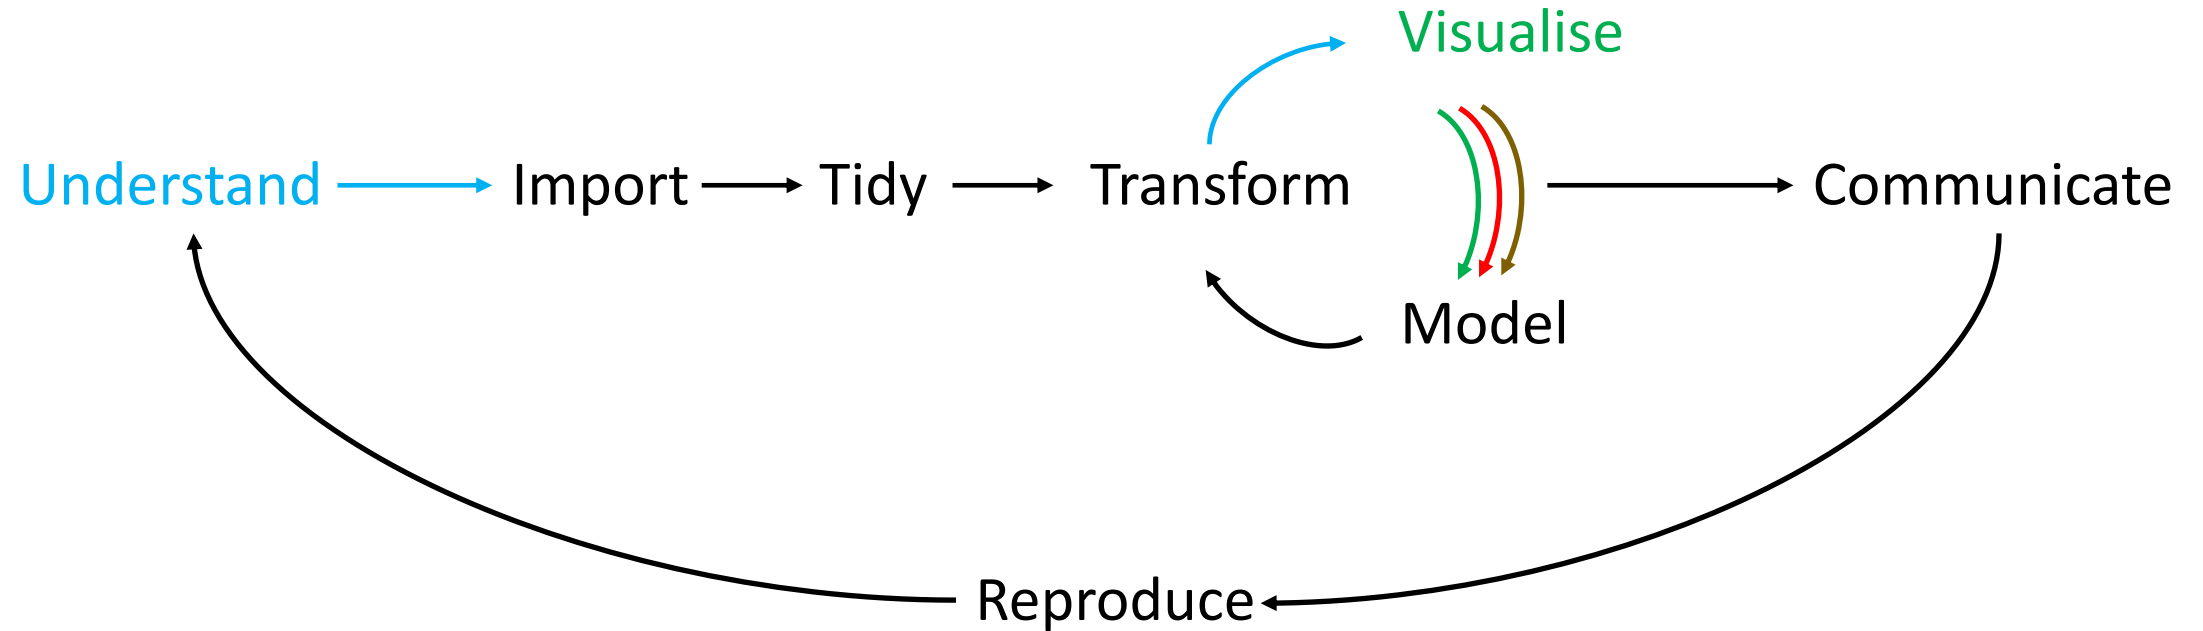 Visualise
Understand
Import
Tidy
Transform
Communicate
Model
Reproduce